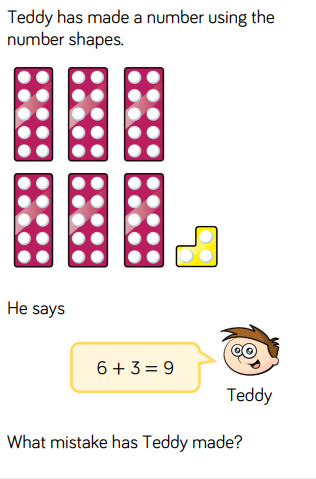 Teddy has made a number using the
number shapes.
He says
6 + 3 = 9
Teddy
What mistake has Teddy made?